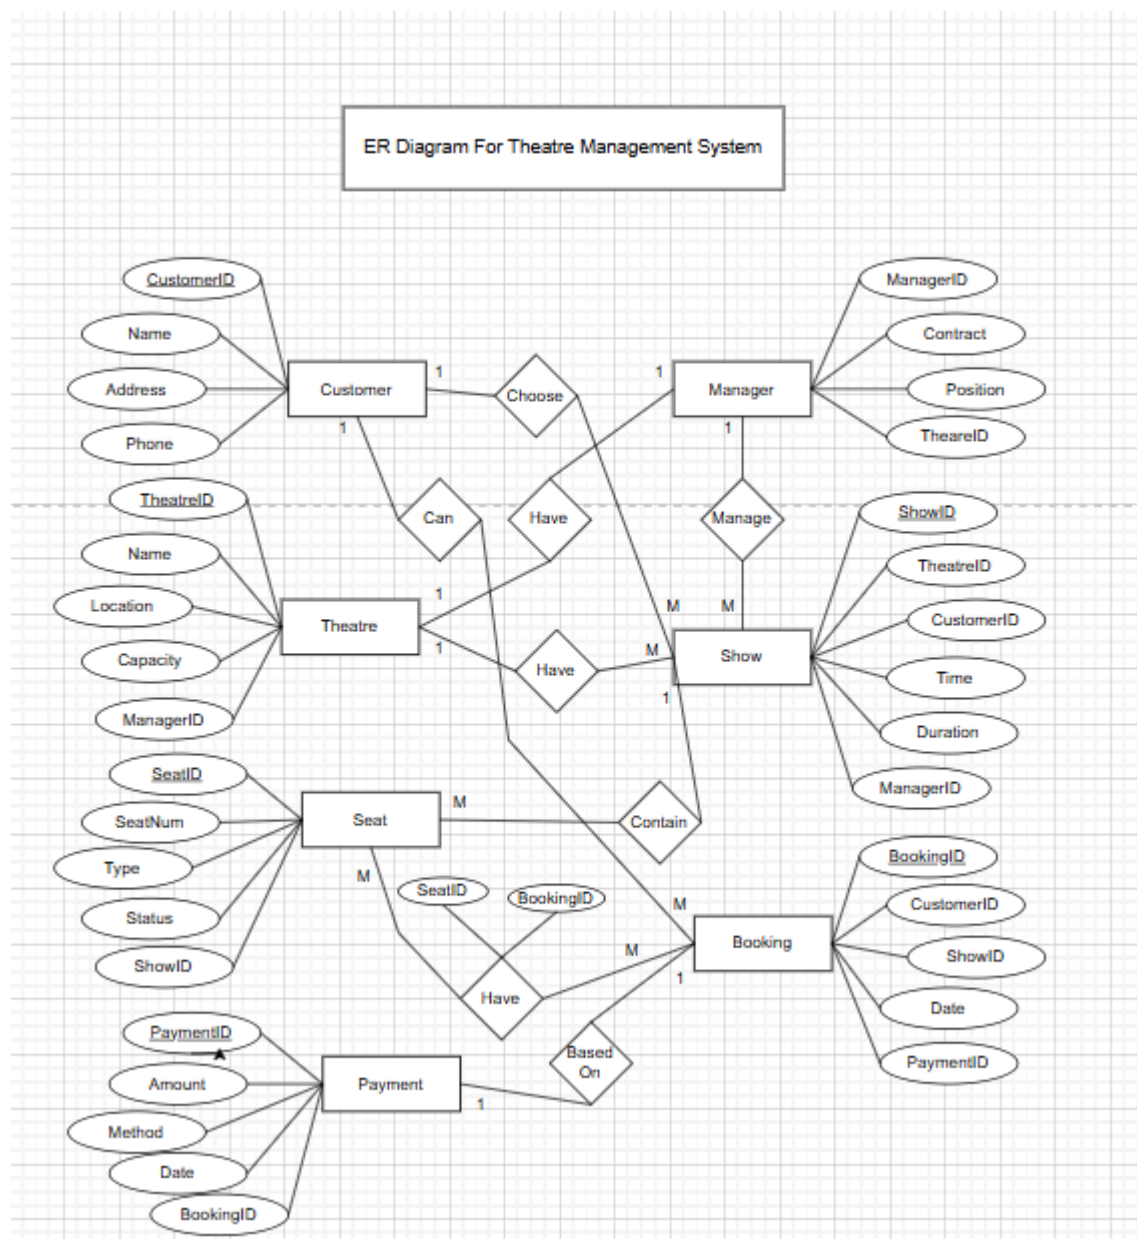 ER Diagram For Theatre Management System
CustomerID
Name
Address
Phone
Customer
1
1
Choose
1
Manager
1
ManagerID
Contract
Position
TheareID
TheatreID
Name
Location
Capacity
ManagerID
Theatre
1
1
Can
Have
Manage
Have
M
M
M
Show
1
ShowID
TheatreID
CustomerID
Time
Duration
ManagerID
SeatID
SeatNum
Type
Status
ShowID
Seat
M
M
Contain
SeatID
BookingID
Have
M
M
Booking
1
BookingID
CustomerID
ShowID
Date
PaymentID
PaymentID
Amount
Method
Date
BookingID
Payment
1
Based
On